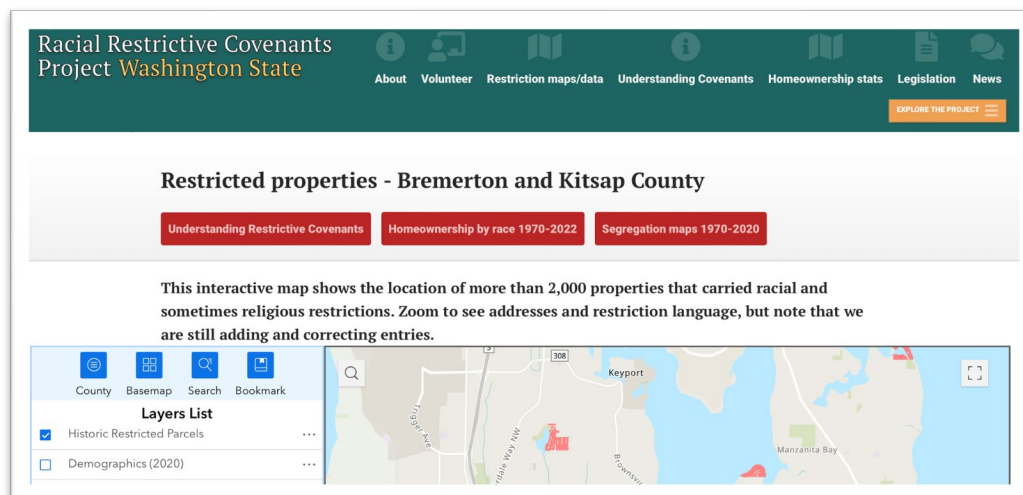 Racial Restrictive Covenants
Project Washington State
About Volunteer Restriction maps/data Understanding Covenants Homeownership stats Legislation News
EXPLORE THE PROJECT
Restricted properties - Bremerton and Kitsap County
Understanding Restrictive Covenants Homeownership by race 1970-2022 Segregation maps 1970-2020
This interactive map shows the location of more than 2,000 properties that carried racial and
sometimes religious restrictions. Zoom to see addresses and restriction language, but note that we
are still adding and correcting entries.
County Basemap Search Bookmark
Layers List
Historic Restricted Parcels ...
Demographics (2020) ...
3
308
Keyport
Trigger Ave
Manzanita Bay